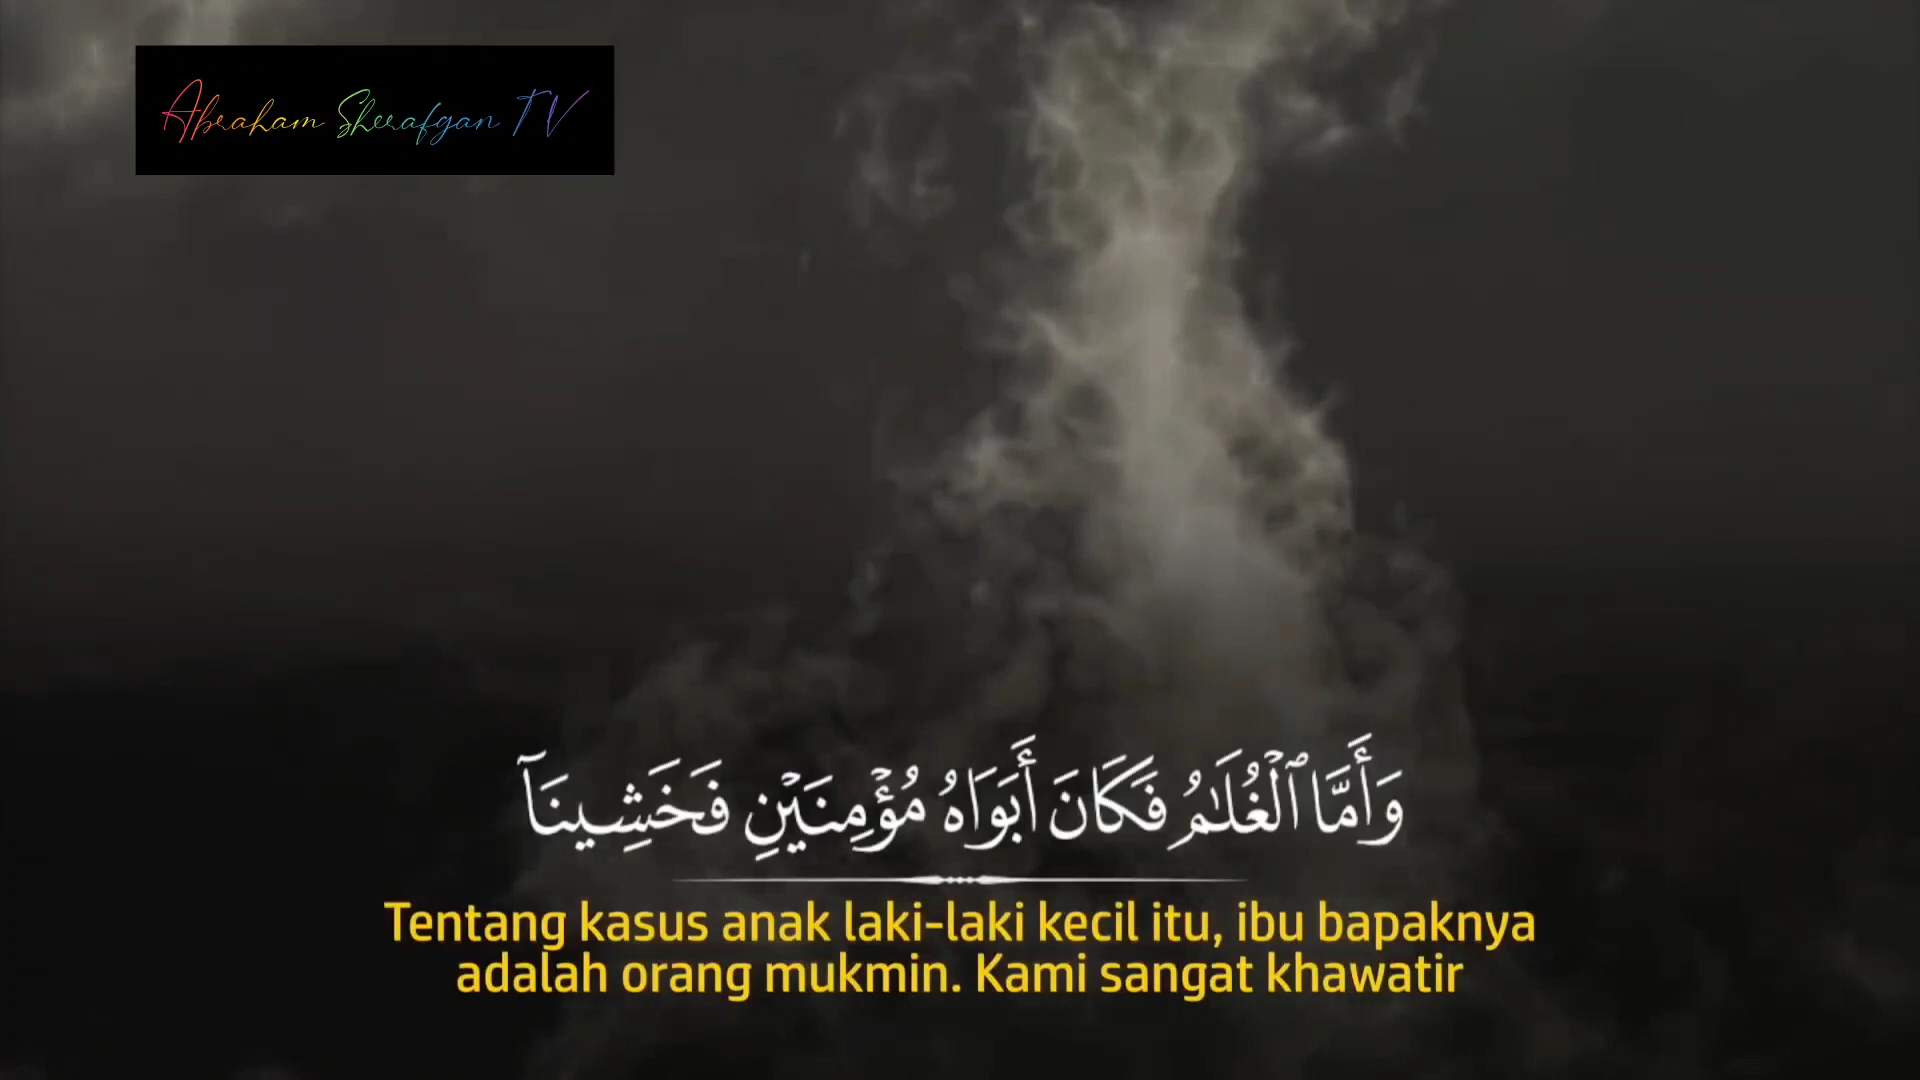 Abraham Sherafgan TV
وَأَمَّا ٱلْغُلَـٰمُ فَكَانَ أَبَوَاهُ مُؤْمِنَيْنِ فَخَشِينَآ
Tentang kasus anak laki-laki kecil itu, ibu bapaknya
adalah orang mukmin. Kami sangat khawatir